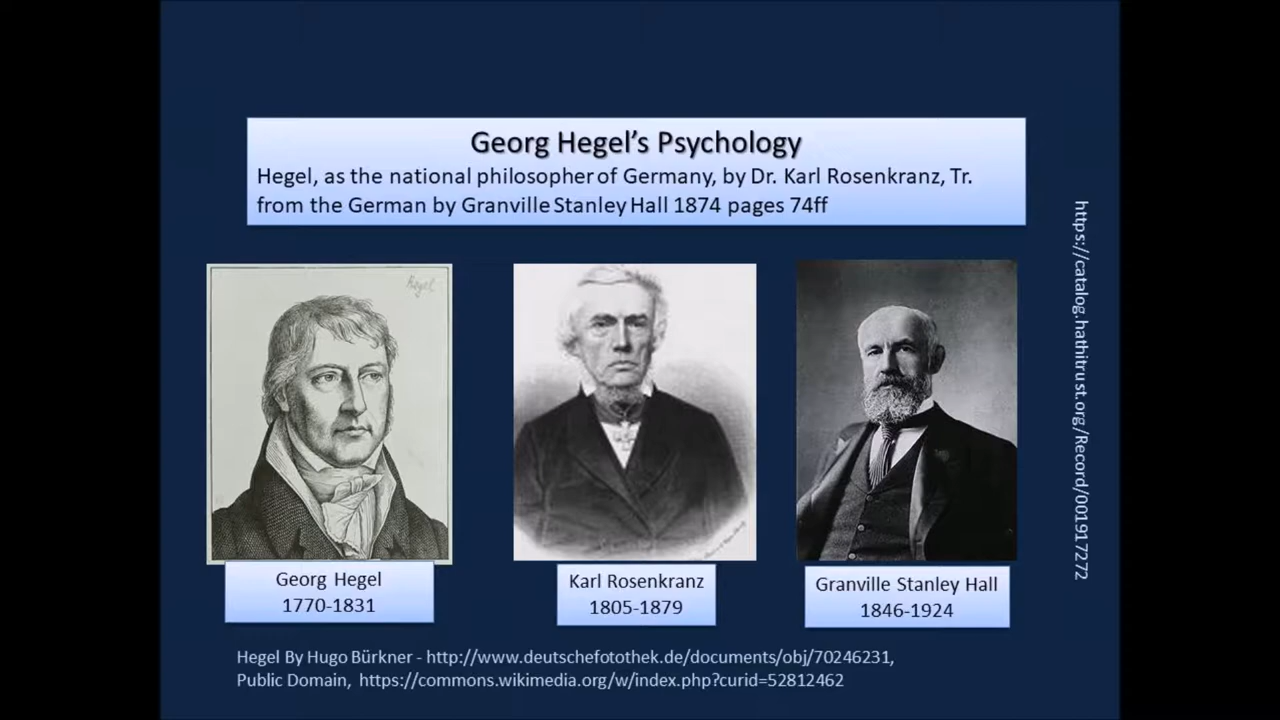 Georg Hegel's Psychology
Hegel, as the national philosopher of Germany, by Dr. Karl Rosenkranz, Tr.
from the German by Granville Stanley Hall 1874 pages 74ff
https://catalog.hathitrust.org/Record/001917272
Hegel
Georg Hegel
1770-1831
Karl Rosenkranz
1805-1879
Granville Stanley Hall
1846-1924
Hegel By Hugo Bürkner - http://www.deutschefotothek.de/documents/obj/70246231,
Public Domain, https://commons.wikimedia.org/w/index.php?curid=52812462